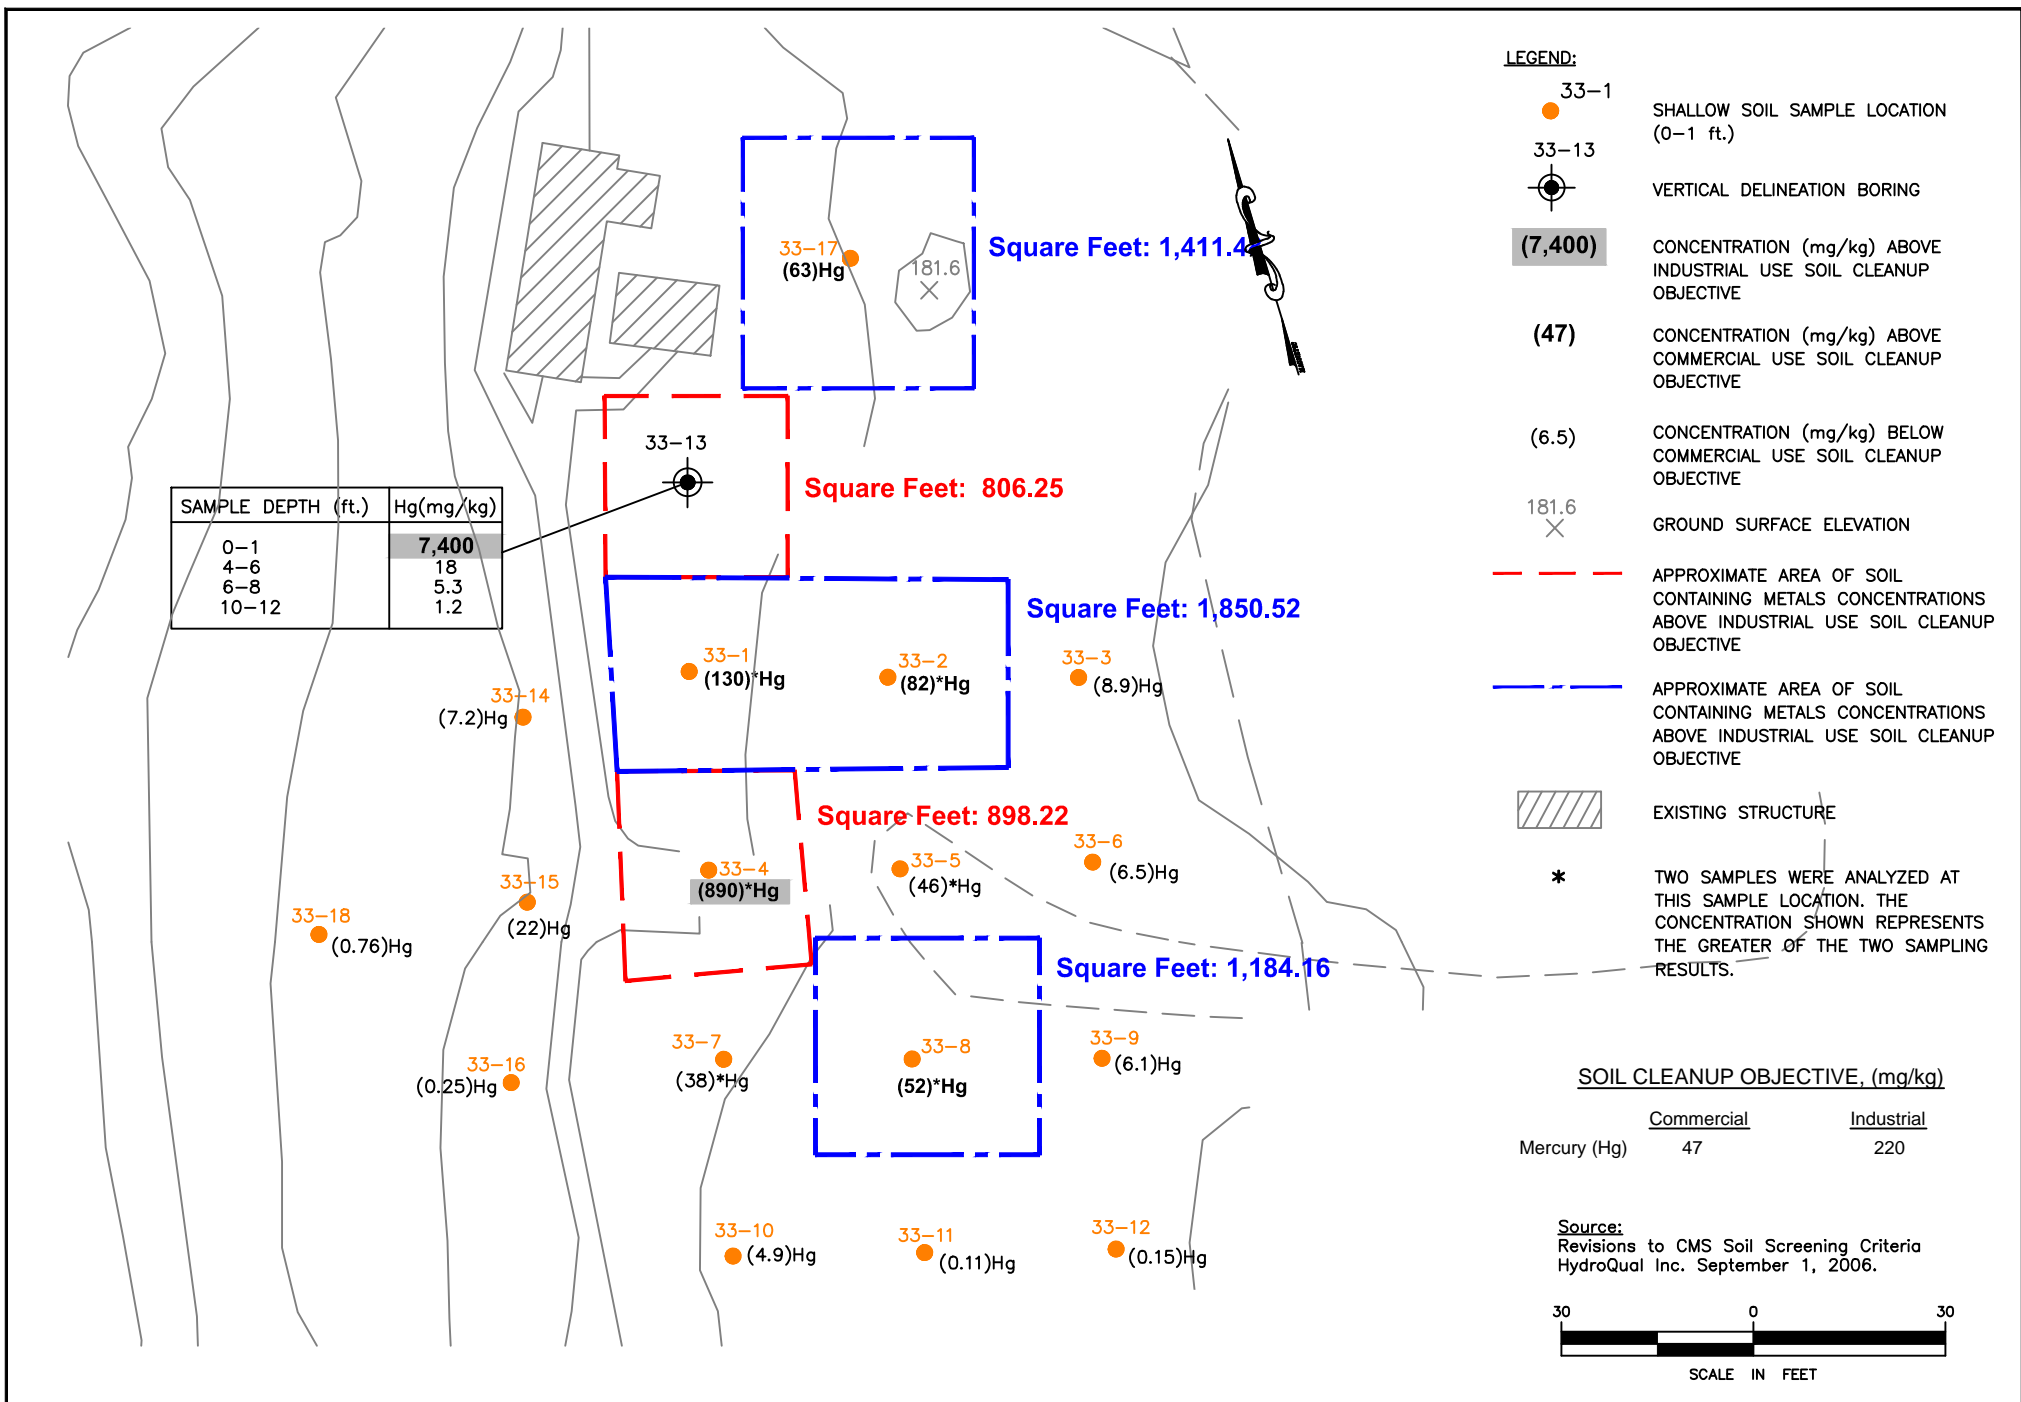 33-17
(63)Hg
181.6
Square Feet: 1,411.4
33-13
Square Feet: 806.25
SAMPLE DEPTH (ft.) Hg(mg/kg)
0-1 7,400
4-6 18
6-8 5.3
10-12 1.2
Square Feet: 1,850.52
33-1
(130)*Hg
33-2
(82)*Hg
33-3
(8.9)Hg
33-14
(7.2)Hg
Square Feet: 898.22
33-4
(890)*Hg
33-5
(46)*Hg
33-6
(6.5)Hg
33-15
(22)Hg
33-18
(0.76)Hg
Square Feet: 1,184.16
33-7
(38)*Hg
33-8
(52)*Hg
33-9
(6.1)Hg
33-16
(0.25)Hg
33-10
(4.9)Hg
33-11
(0.11)Hg
33-12
(0.15)Hg
LEGEND:
33-1
SHALLOW SOIL SAMPLE LOCATION
(0-1 ft.)
33-13
VERTICAL DELINEATION BORING
(7,400)
CONCENTRATION (mg/kg) ABOVE
INDUSTRIAL USE SOIL CLEANUP
OBJECTIVE
(47)
CONCENTRATION (mg/kg) ABOVE
COMMERCIAL USE SOIL CLEANUP
OBJECTIVE
(6.5)
CONCENTRATION (mg/kg) BELOW
COMMERCIAL USE SOIL CLEANUP
OBJECTIVE
181.6
GROUND SURFACE ELEVATION
APPROXIMATE AREA OF SOIL
CONTAINING METALS CONCENTRATIONS
ABOVE INDUSTRIAL USE SOIL CLEANUP
OBJECTIVE
APPROXIMATE AREA OF SOIL
CONTAINING METALS CONCENTRATIONS
ABOVE INDUSTRIAL USE SOIL CLEANUP
OBJECTIVE
EXISTING STRUCTURE
* TWO SAMPLES WERE ANALYZED AT
THIS SAMPLE LOCATION. THE
CONCENTRATION SHOWN REPRESENTS
THE GREATER OF THE TWO SAMPLING
RESULTS.
SOIL CLEANUP OBJECTIVE, (mg/kg)
Commercial Industrial
Mercury (Hg) 47 220
Source:
Revisions to CMS Soil Screening Criteria
HydroQual Inc. September 1, 2006.
30 0 30
SCALE IN FEET